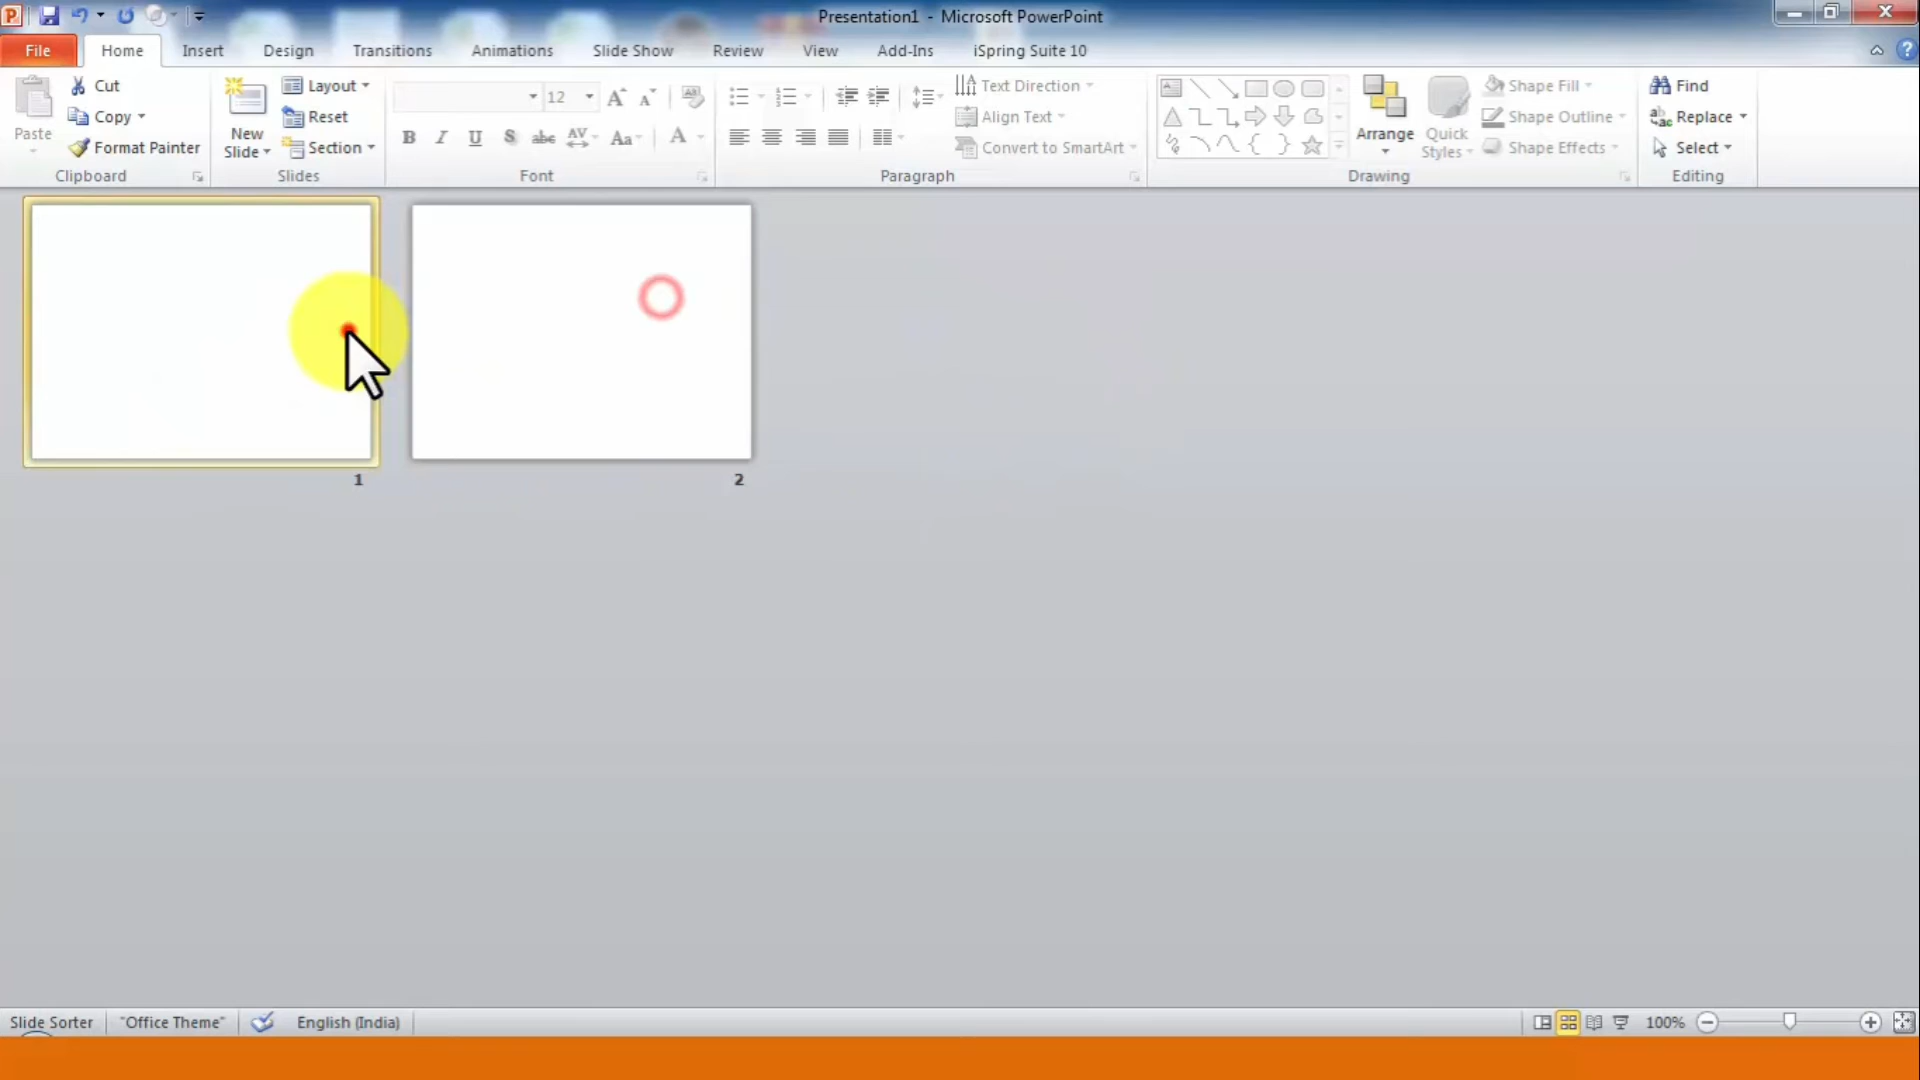 Presentation1 - Microsoft PowerPoint
File Home Insert Design Transitions Animations Slide Show Review View Add-Ins iSpring Suite 10
Paste
Cut
Copy
Format Painter
Clipboard
New
Slide
Layout
Reset
Section
Slides
12
B I U S abc AV Aa A
Font
Text Direction
Align Text
Convert to SmartArt
Paragraph
Arrange
Quick
Styles
Shape Fill
Shape Outline
Shape Effects
Drawing
Find
Replace
Select
Editing
1
2
Slide Sorter "Office Theme" English (India) 100%